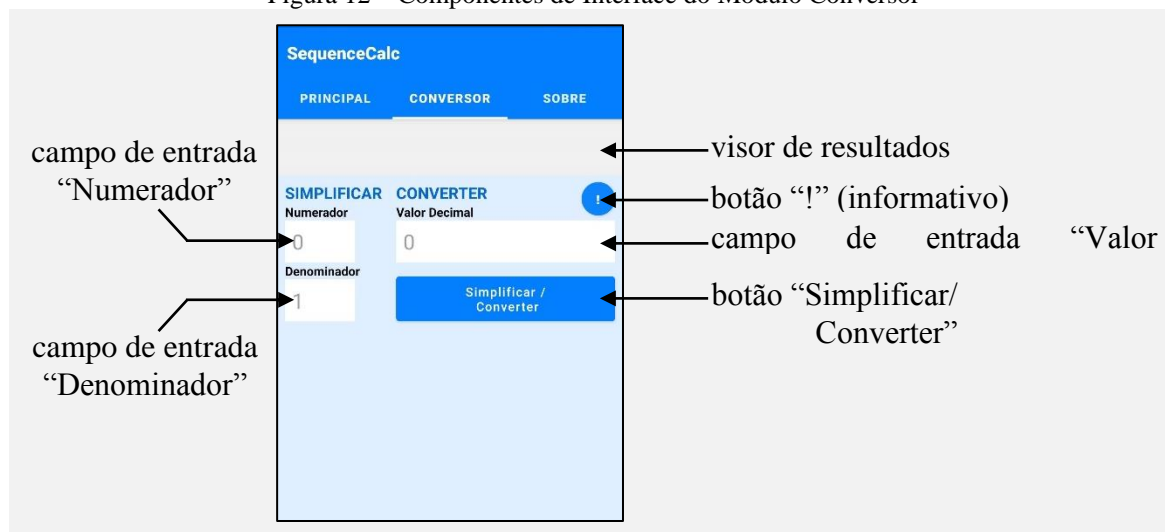 Figura 12 – Componentes de Interface do Módulo Conversor
SequenceCalc
PRINCIPAL CONVERSOR SOBRE
campo de entrada
“Numerador”
visor de resultados
SIMPLIFICAR CONVERTER
Numerador Valor Decimal
!
botão “!” (informativo)
0 0
campo de entrada “Valor
Denominador
1
Simplificar /
Converter
botão “Simplificar/
Converter”
campo de entrada
“Denominador”